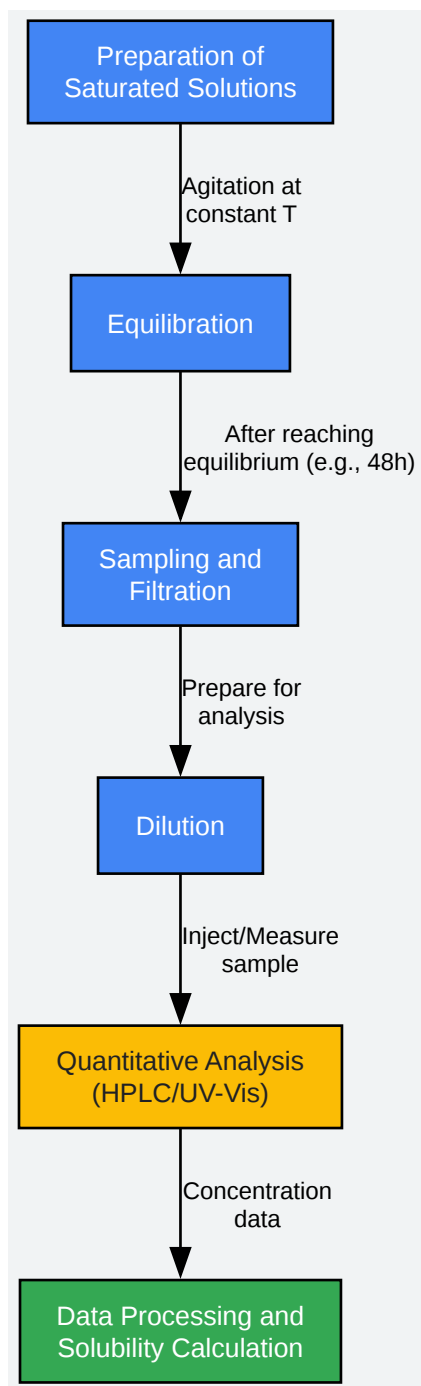 Preparation of
Saturated Solutions
Agitation at
constant T
Equilibration
After reaching
equilibrium (e.g., 48h)
Sampling and
Filtration
Prepare for
analysis
Dilution
Inject/Measure
sample
Quantitative Analysis
(HPLC/UV-Vis)
Concentration
data
Data Processing and
Solubility Calculation